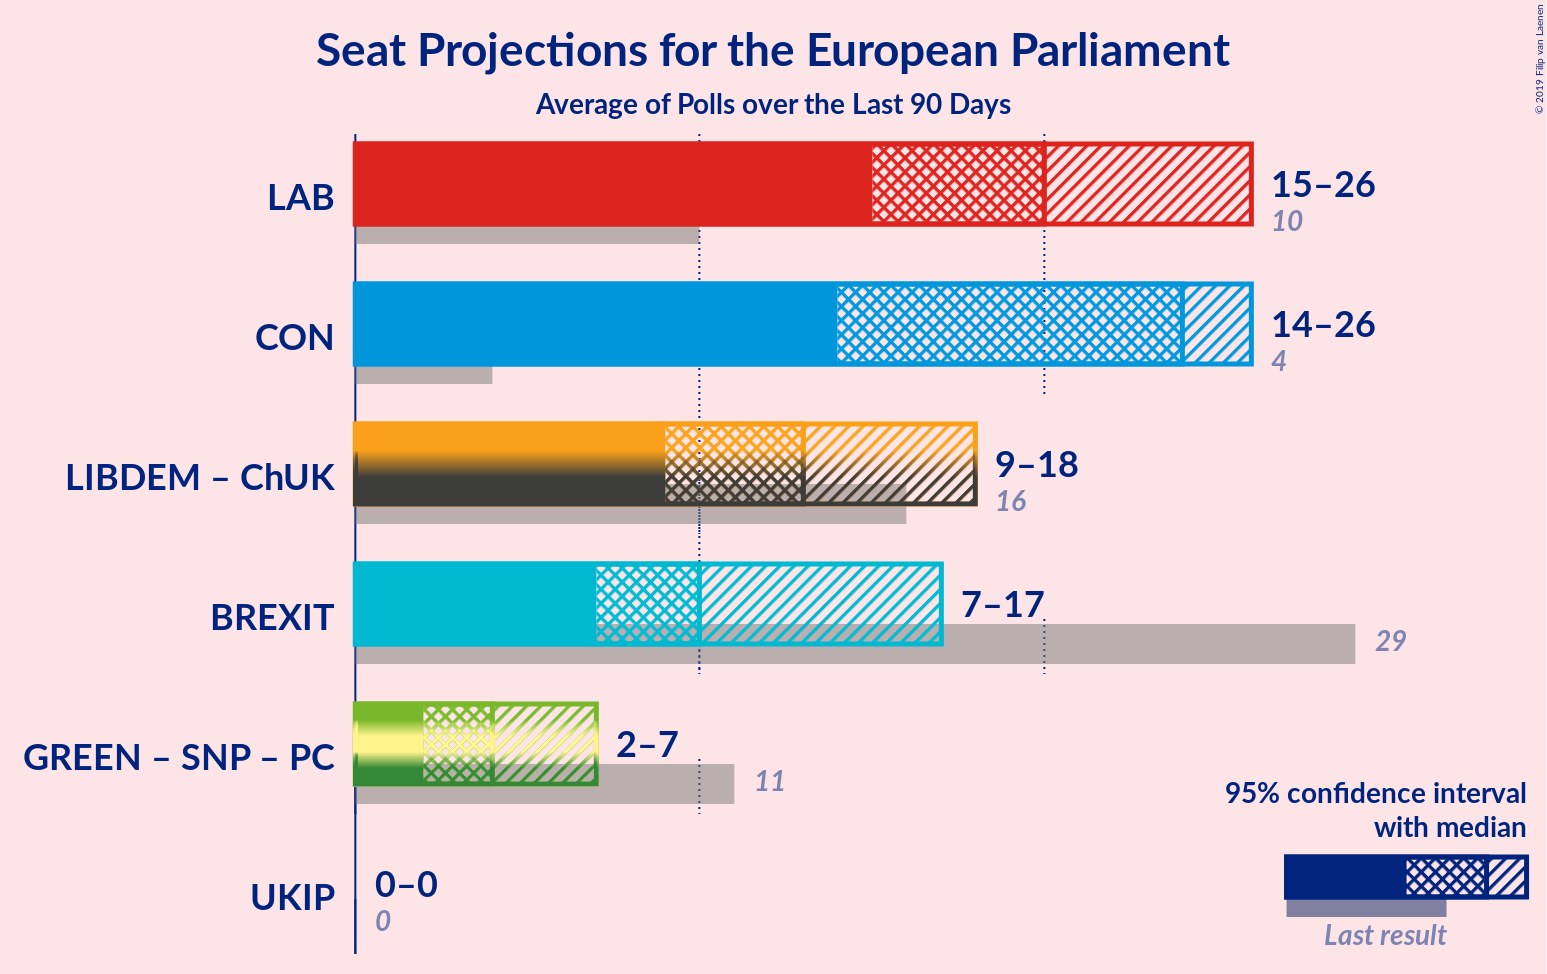 Seat Projections for the European Parliament
Average of Polls over the Last 90 Days
© 2019 Filip van Laenen
LAB
15–26
10
CON
14–26
4
LIBDEM – ChUK
9–18
16
BREXIT
7–17
29
GREEN – SNP – PC
2–7
11
UKIP
0–0
0
95% confidence interval
with median
Last result